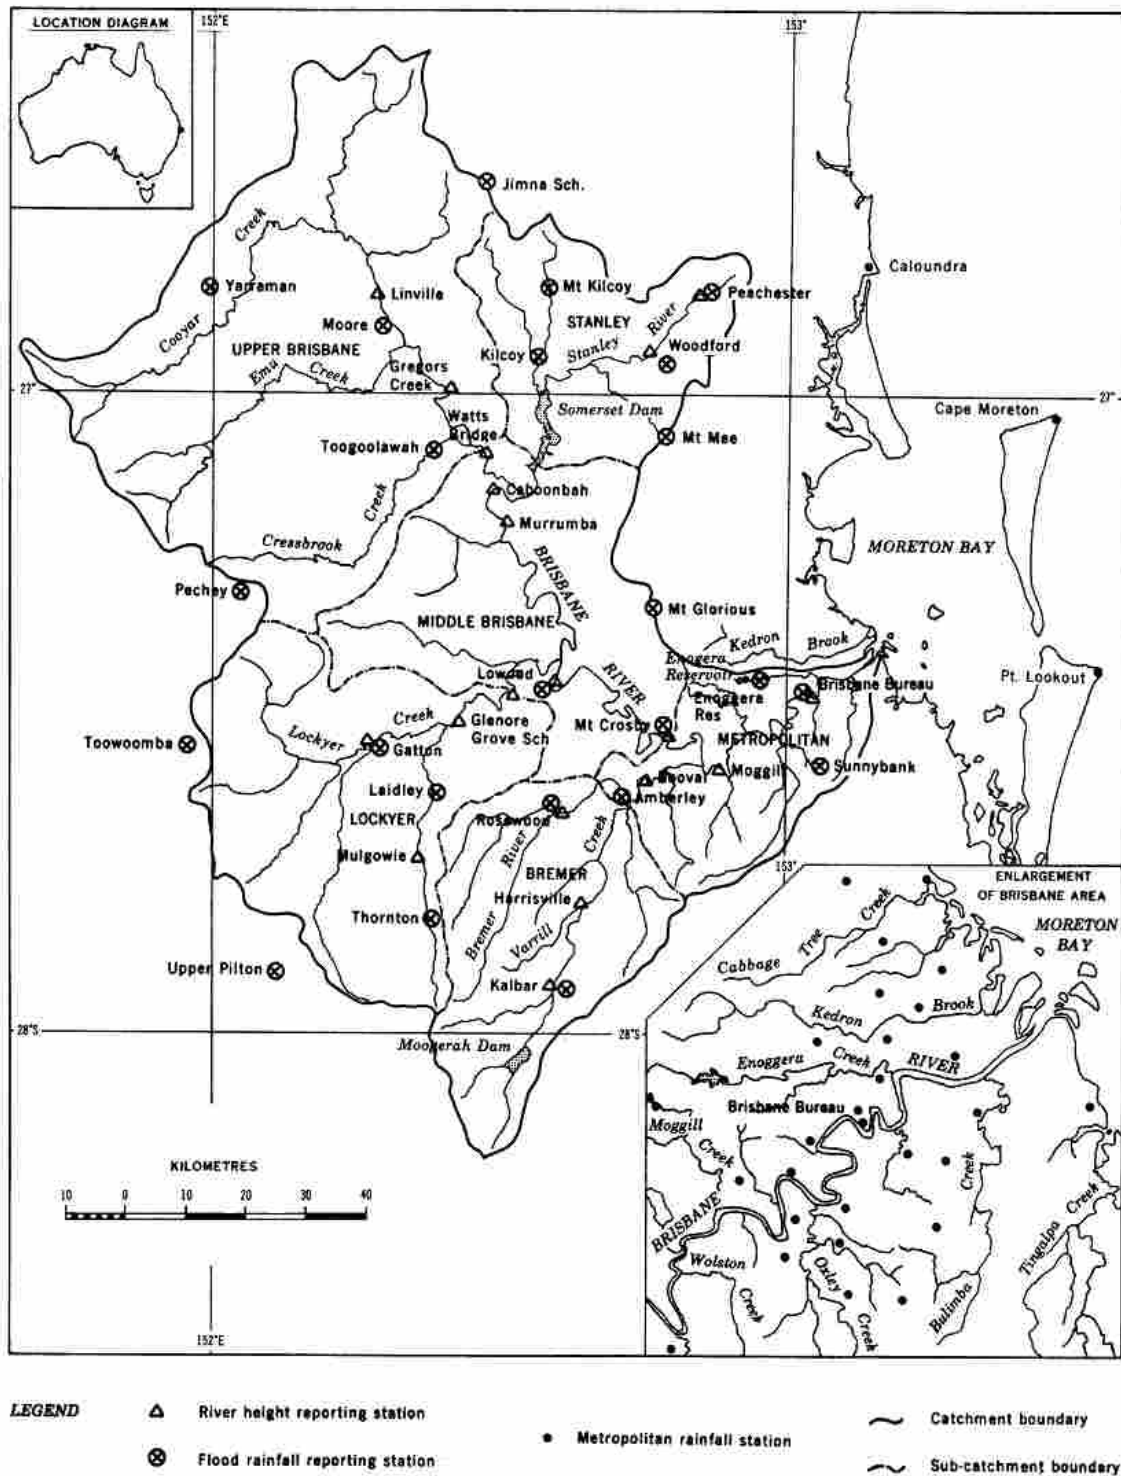 LOCATION DIAGRAM
152°E
153°
Jimna Sch.
Creek
Caloundra
Yarraman
Linville
Mt Kilcoy
Peachester
STANLEY
River
Cooyar
Moore
UPPER BRISBANE
Kilcoy
Stanley
Woodford
Emu
Creek
Gregors
Creek
27°
27°
Watts
Bridge
Somerset Dam
Cape Moreton
Toogoolawah
Mt Mee
Creek
Caboonbah
Cressbrook
Murrumba
MORETON BAY
BRISBANE
Pechey
Mt Glorious
MIDDLE BRISBANE
Kedron
Brook
Enoggera
Reservoir
Lowood
RIVER
Enoggera
Res
Brisbane Bureau
Pt. Lookout
Creek
Glenore
Grove Sch
Mt Crosby
METROPOLITAN
Lockyer
Toowoomba
Gatton
Moggill
Sunnybank
Booval
Laidley
Amberley
Rosewood
LOCKYER
River
Creek
Mulgowie
BREMER
153°
ENLARGEMENT
OF BRISBANE AREA
Harrisville
Thornton
Bremer
Varrill
MORETON
BAY
Creek
Tree
Cabbage
Upper Pilton
Kalbar
Kedron
Brook
28°S
28°S
Moogerah Dam
Enoggera
Creek
RIVER
Brisbane Bureau
Moggill
Creek
Creek
KILOMETRES
10 0 10 20 30 40
BRISBANE
Wolston
Creek
Oxley
Creek
Bulimba
Tingalpa
Creek
152°E
LEGEND
River height reporting station
Flood rainfall reporting station
Metropolitan rainfall station
Catchment boundary
Sub-catchment boundary